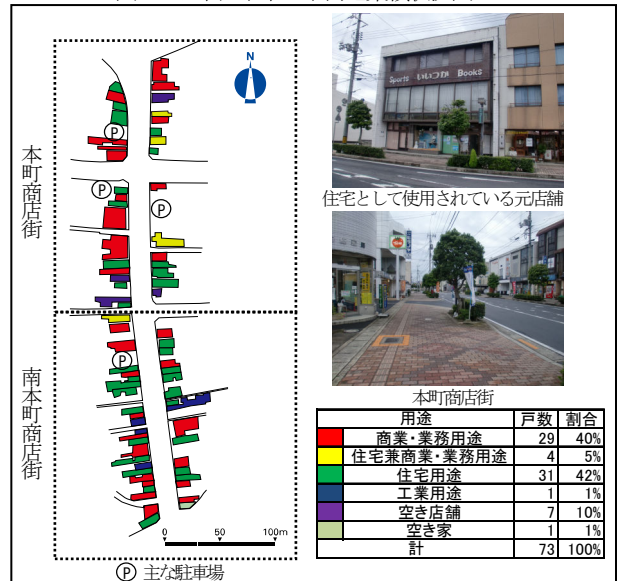 本町商店街
南本町商店街
N
P
P
P
P
0 50 100m
P 主な駐車場
Sports いいづか Books
住宅として使用されている元店舗
本町商店街
用途 戸数 割合
商業・業務用途 29 40%
住宅兼商業・業務用途 4 5%
住宅用途 31 42%
工業用途 1 1%
空き店舗 7 10%
空き家 1 1%
計 73 100%